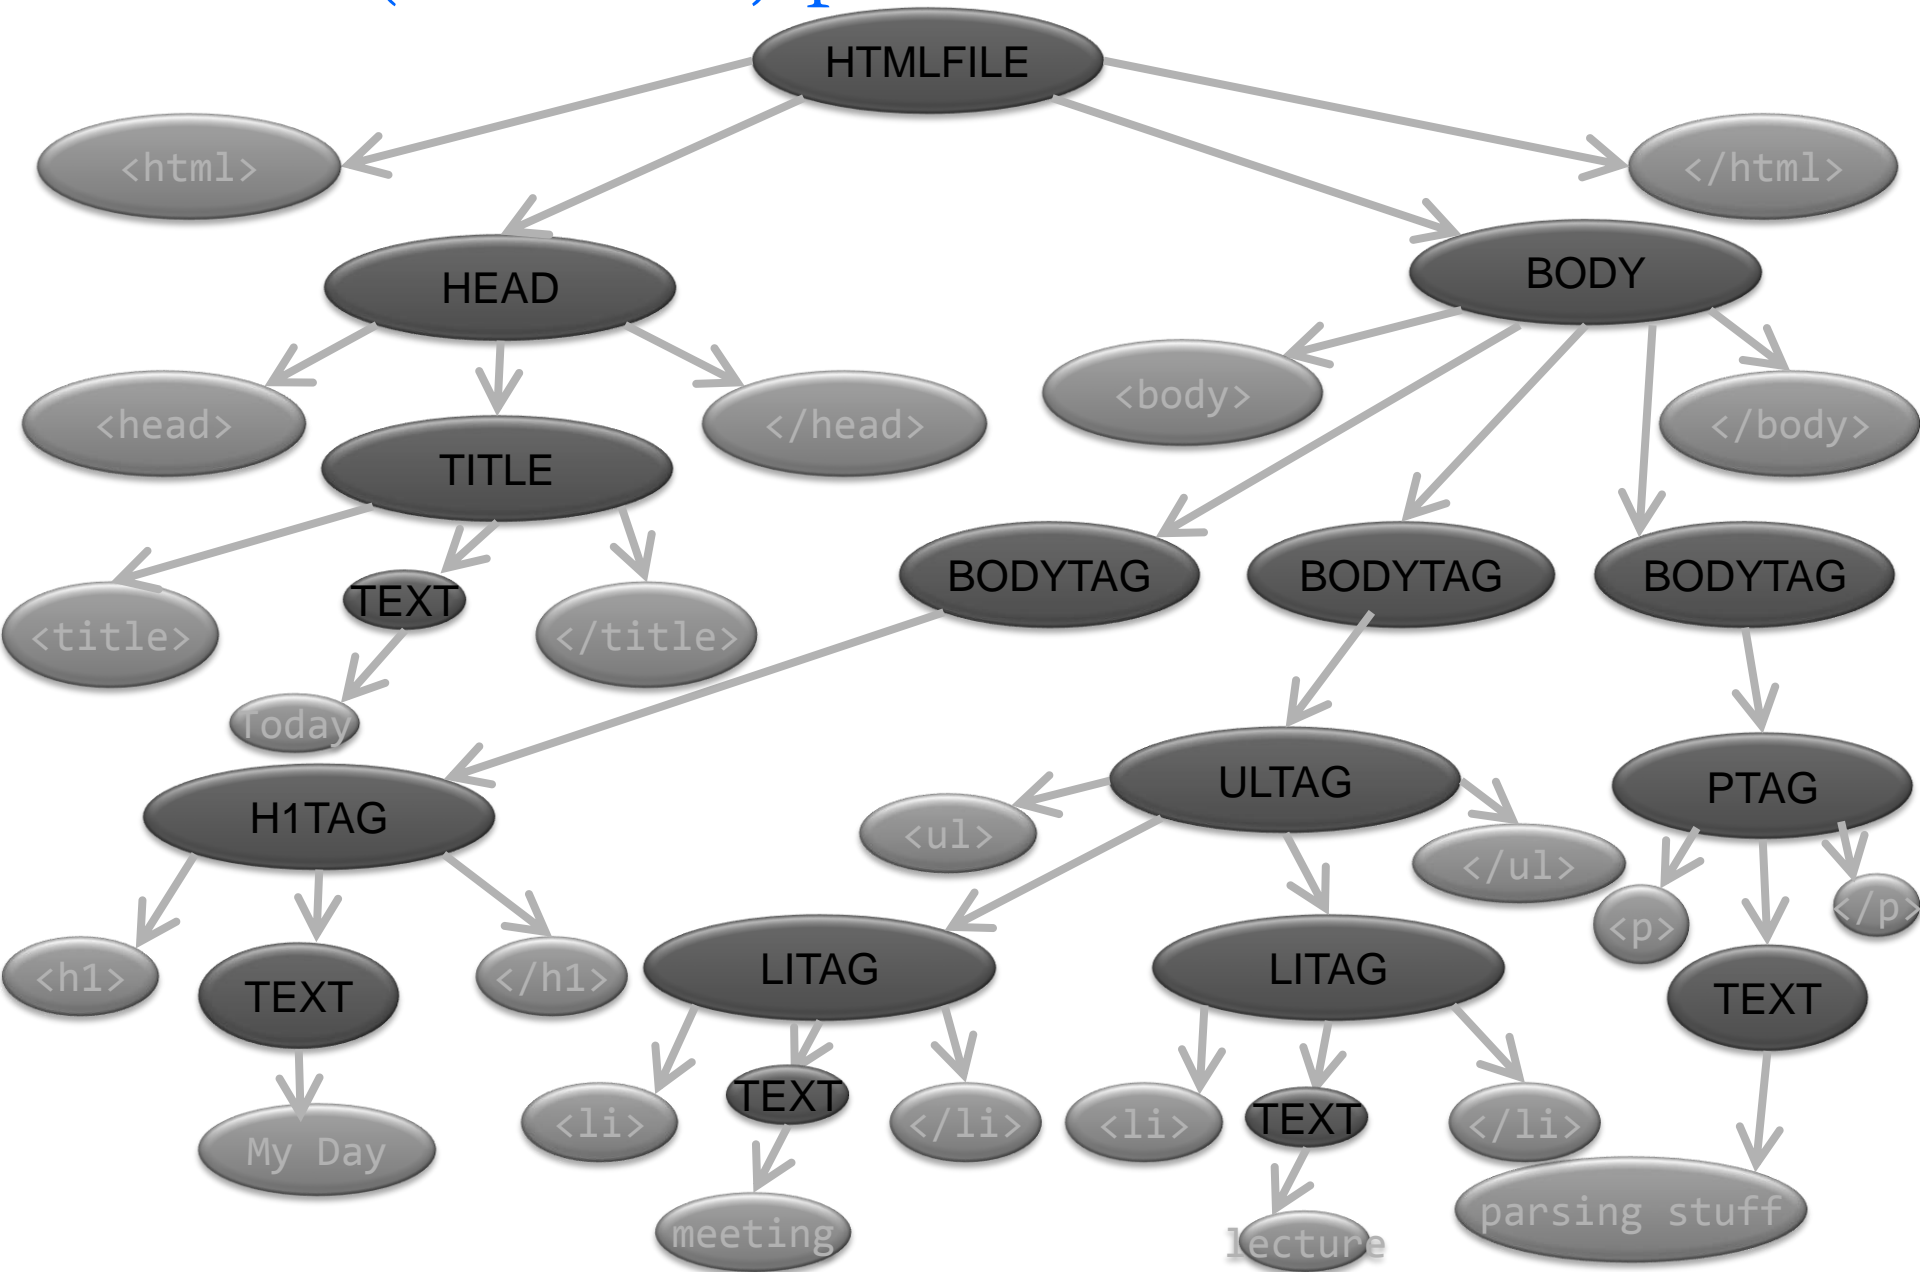 HTMLFILE
<html>
</html>
HEAD
BODY
<head>
</head>
<body>
</body>
TITLE
BODYTAG
BODYTAG
BODYTAG
<title>
TEXT
</title>
Today
H1TAG
ULTAG
PTAG
<ul>
</ul>
<p>
</p>
<h1>
TEXT
</h1>
LITAG
LITAG
TEXT
<li>
TEXT
</li>
<li>
TEXT
</li>
My Day
meeting
lecture
parsing stuff